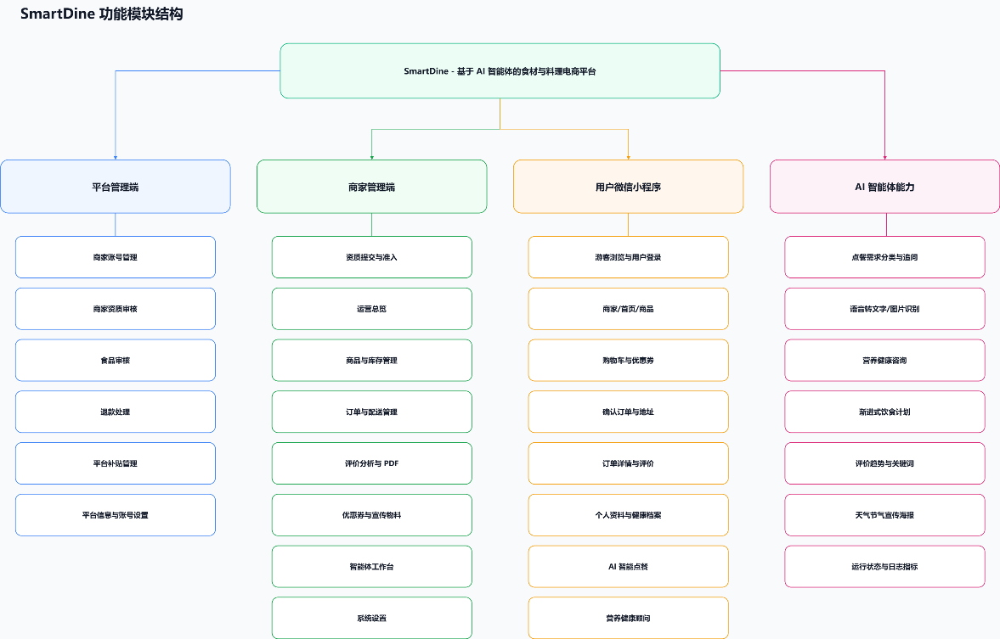 SmartDine 功能模块结构
SmartDine - 基于 AI 智能体的食材与料理电商平台
平台管理端
商家账号管理
商家资质审核
食品审核
退款处理
平台补贴管理
平台信息与账号设置
商家管理端
资质提交与准入
运营总览
商品与库存管理
订单与配送管理
评价分析与 PDF
优惠券与宣传物料
智能体工作台
系统设置
用户微信小程序
游客浏览与用户登录
商家/首页/商品
购物车与优惠券
确认订单与地址
订单详情与评价
个人资料与健康档案
AI 智能点餐
营养健康顾问
AI 智能体能力
点餐需求分类与追问
语音转文字/图片识别
营养健康咨询
渐进式饮食计划
评价趋势与关键词
天气节气宣传海报
运行状态与日志指标